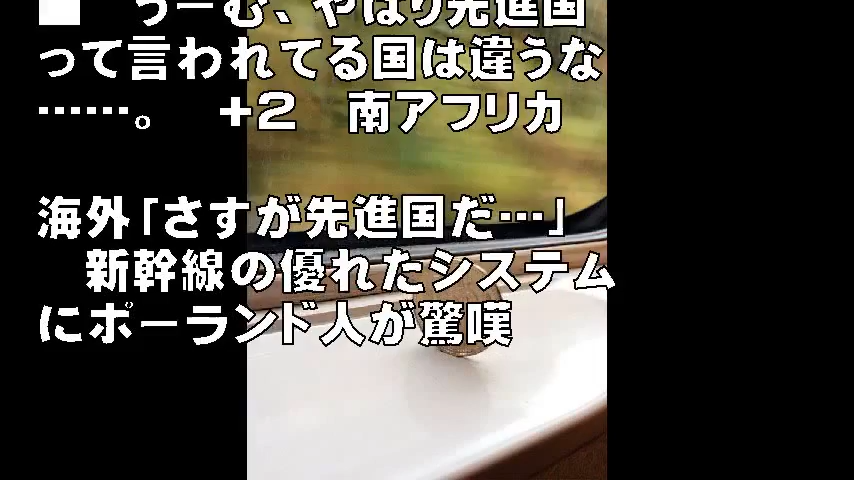 ■　うーむ、やはり先進国
って言われてる国は違うな
……。　+2　南アフリカ
海外「さすが先進国だ…」
新幹線の優れたシステム
にポーランド人が驚嘆